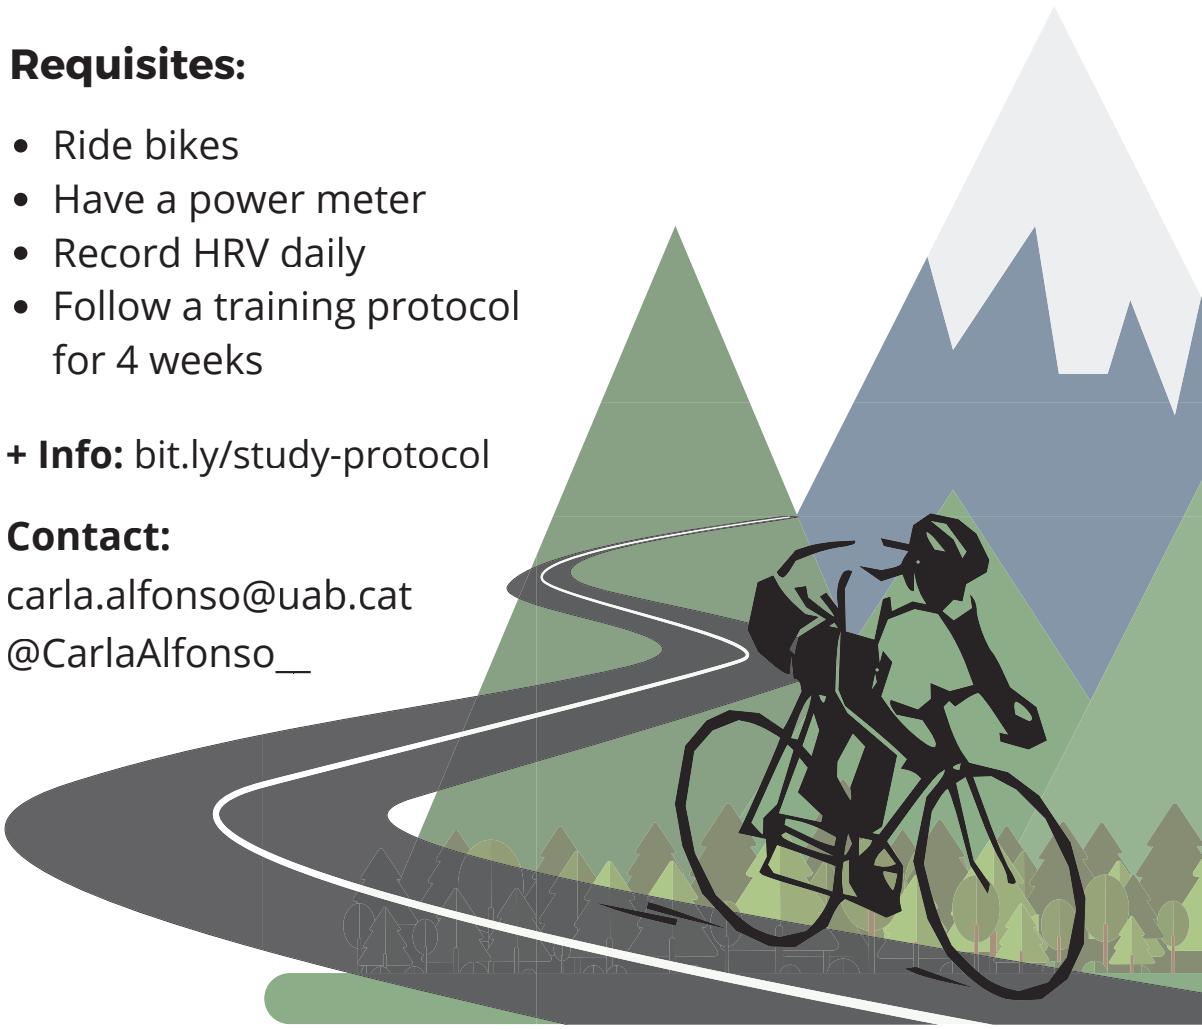 Requisites:
• Ride bikes
• Have a power meter
• Record HRV daily
• Follow a training protocol
for 4 weeks
+ Info: bit.ly/study-protocol
Contact:
carla.alfonso@uab.cat
@CarlaAlfonso__